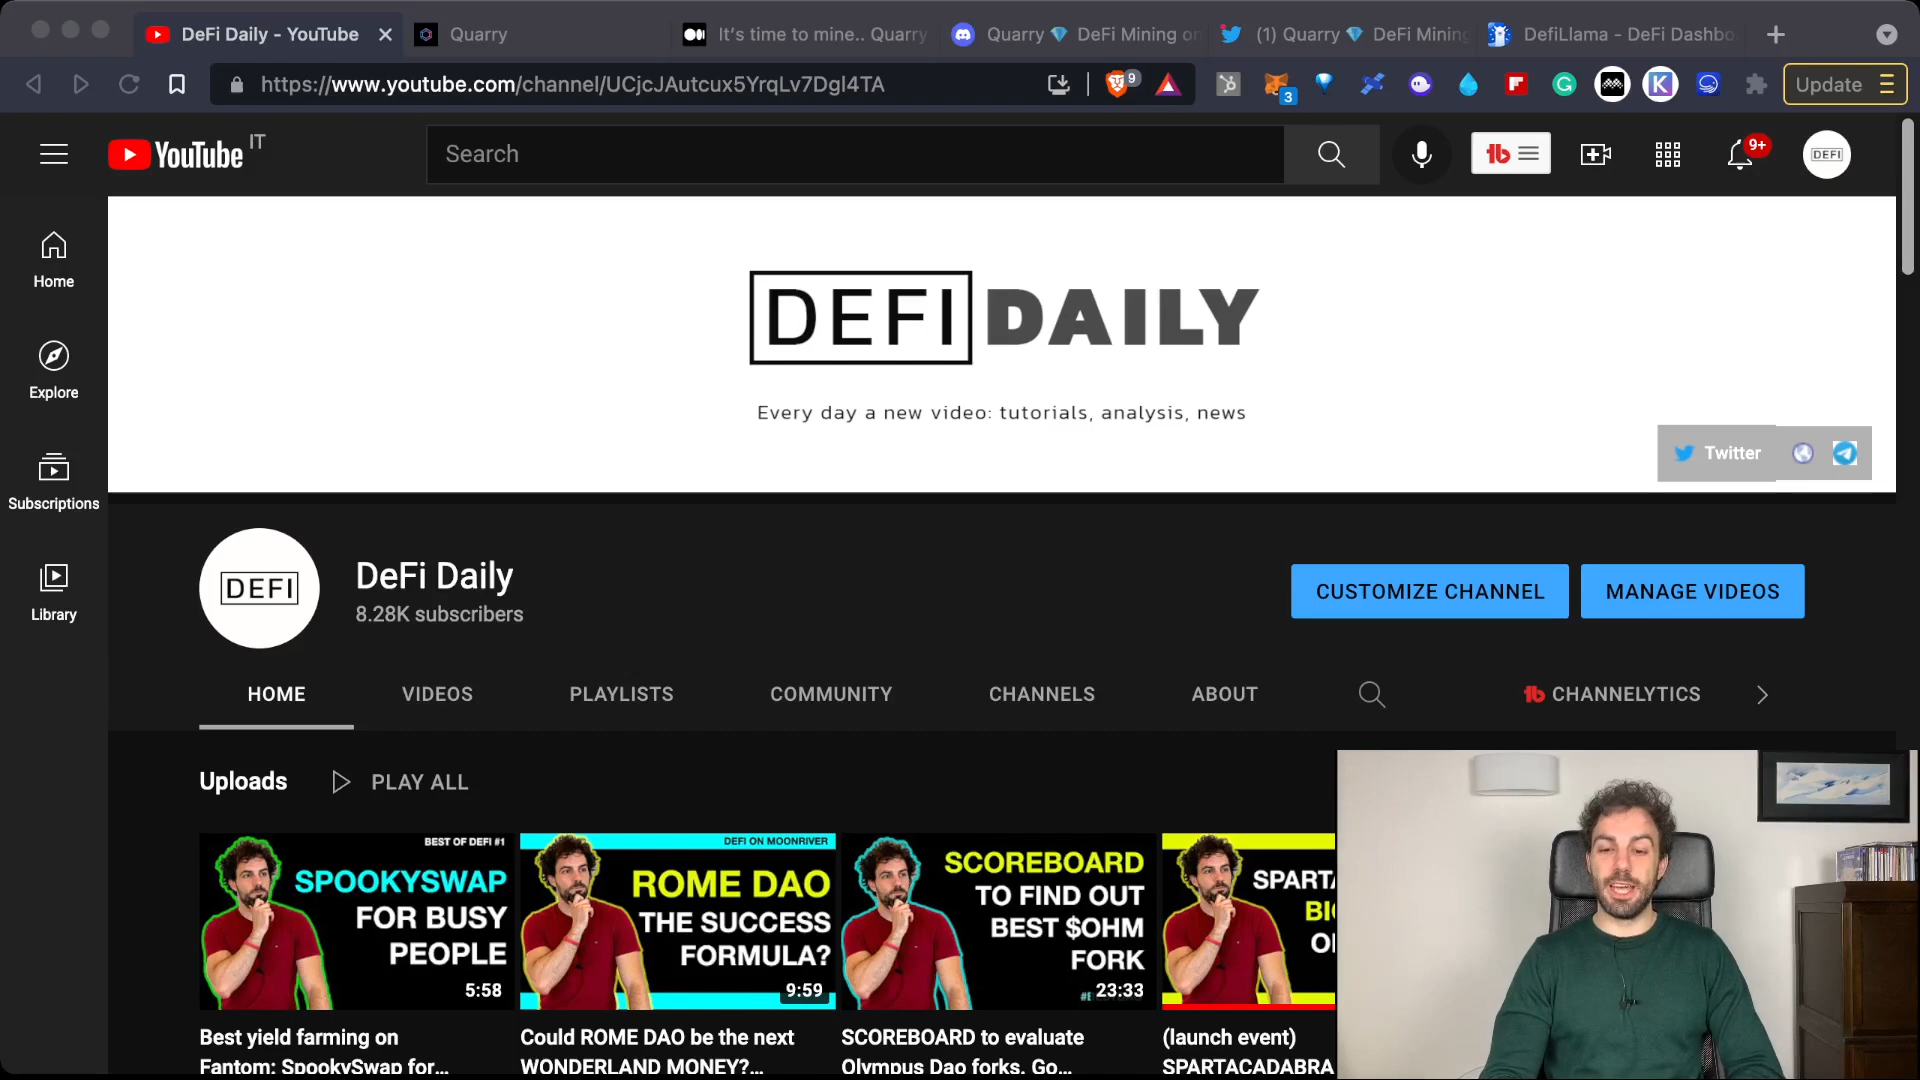 DeFi Daily - YouTube
Quarry
It's time to mine.. Quarry
Quarry 💎 DeFi Mining on
(1) Quarry 💎 DeFi Mining
DefiLlama - DeFi Dashbo
https://www.youtube.com/channel/UCjcJAutcux5YrqLv7Dgl4TA
9
3
K
Update
YouTube IT
Search
9+
DEFI
Home
Explore
Subscriptions
Library
DEFI DAILY
Every day a new video: tutorials, analysis, news
Twitter
DEFI
DeFi Daily
8.28K subscribers
CUSTOMIZE CHANNEL
MANAGE VIDEOS
HOME
VIDEOS
PLAYLISTS
COMMUNITY
CHANNELS
ABOUT
CHANNELYTICS
Uploads
PLAY ALL
BEST OF DEFI #1
SPOOKYSWAP
FOR BUSY
PEOPLE
5:58
DEFI ON MOONRIVER
ROME DAO
THE SUCCESS
FORMULA?
9:59
SCOREBOARD
TO FIND OUT
BEST $OHM
FORK
23:33
SPARTA
BI
O
Best yield farming on
Fantom: SpookySwap for...
Could ROME DAO be the next
WONDERLAND MONEY?...
SCOREBOARD to evaluate
Olympus Dao forks. Go...
(launch event)
SPARTACADABRA